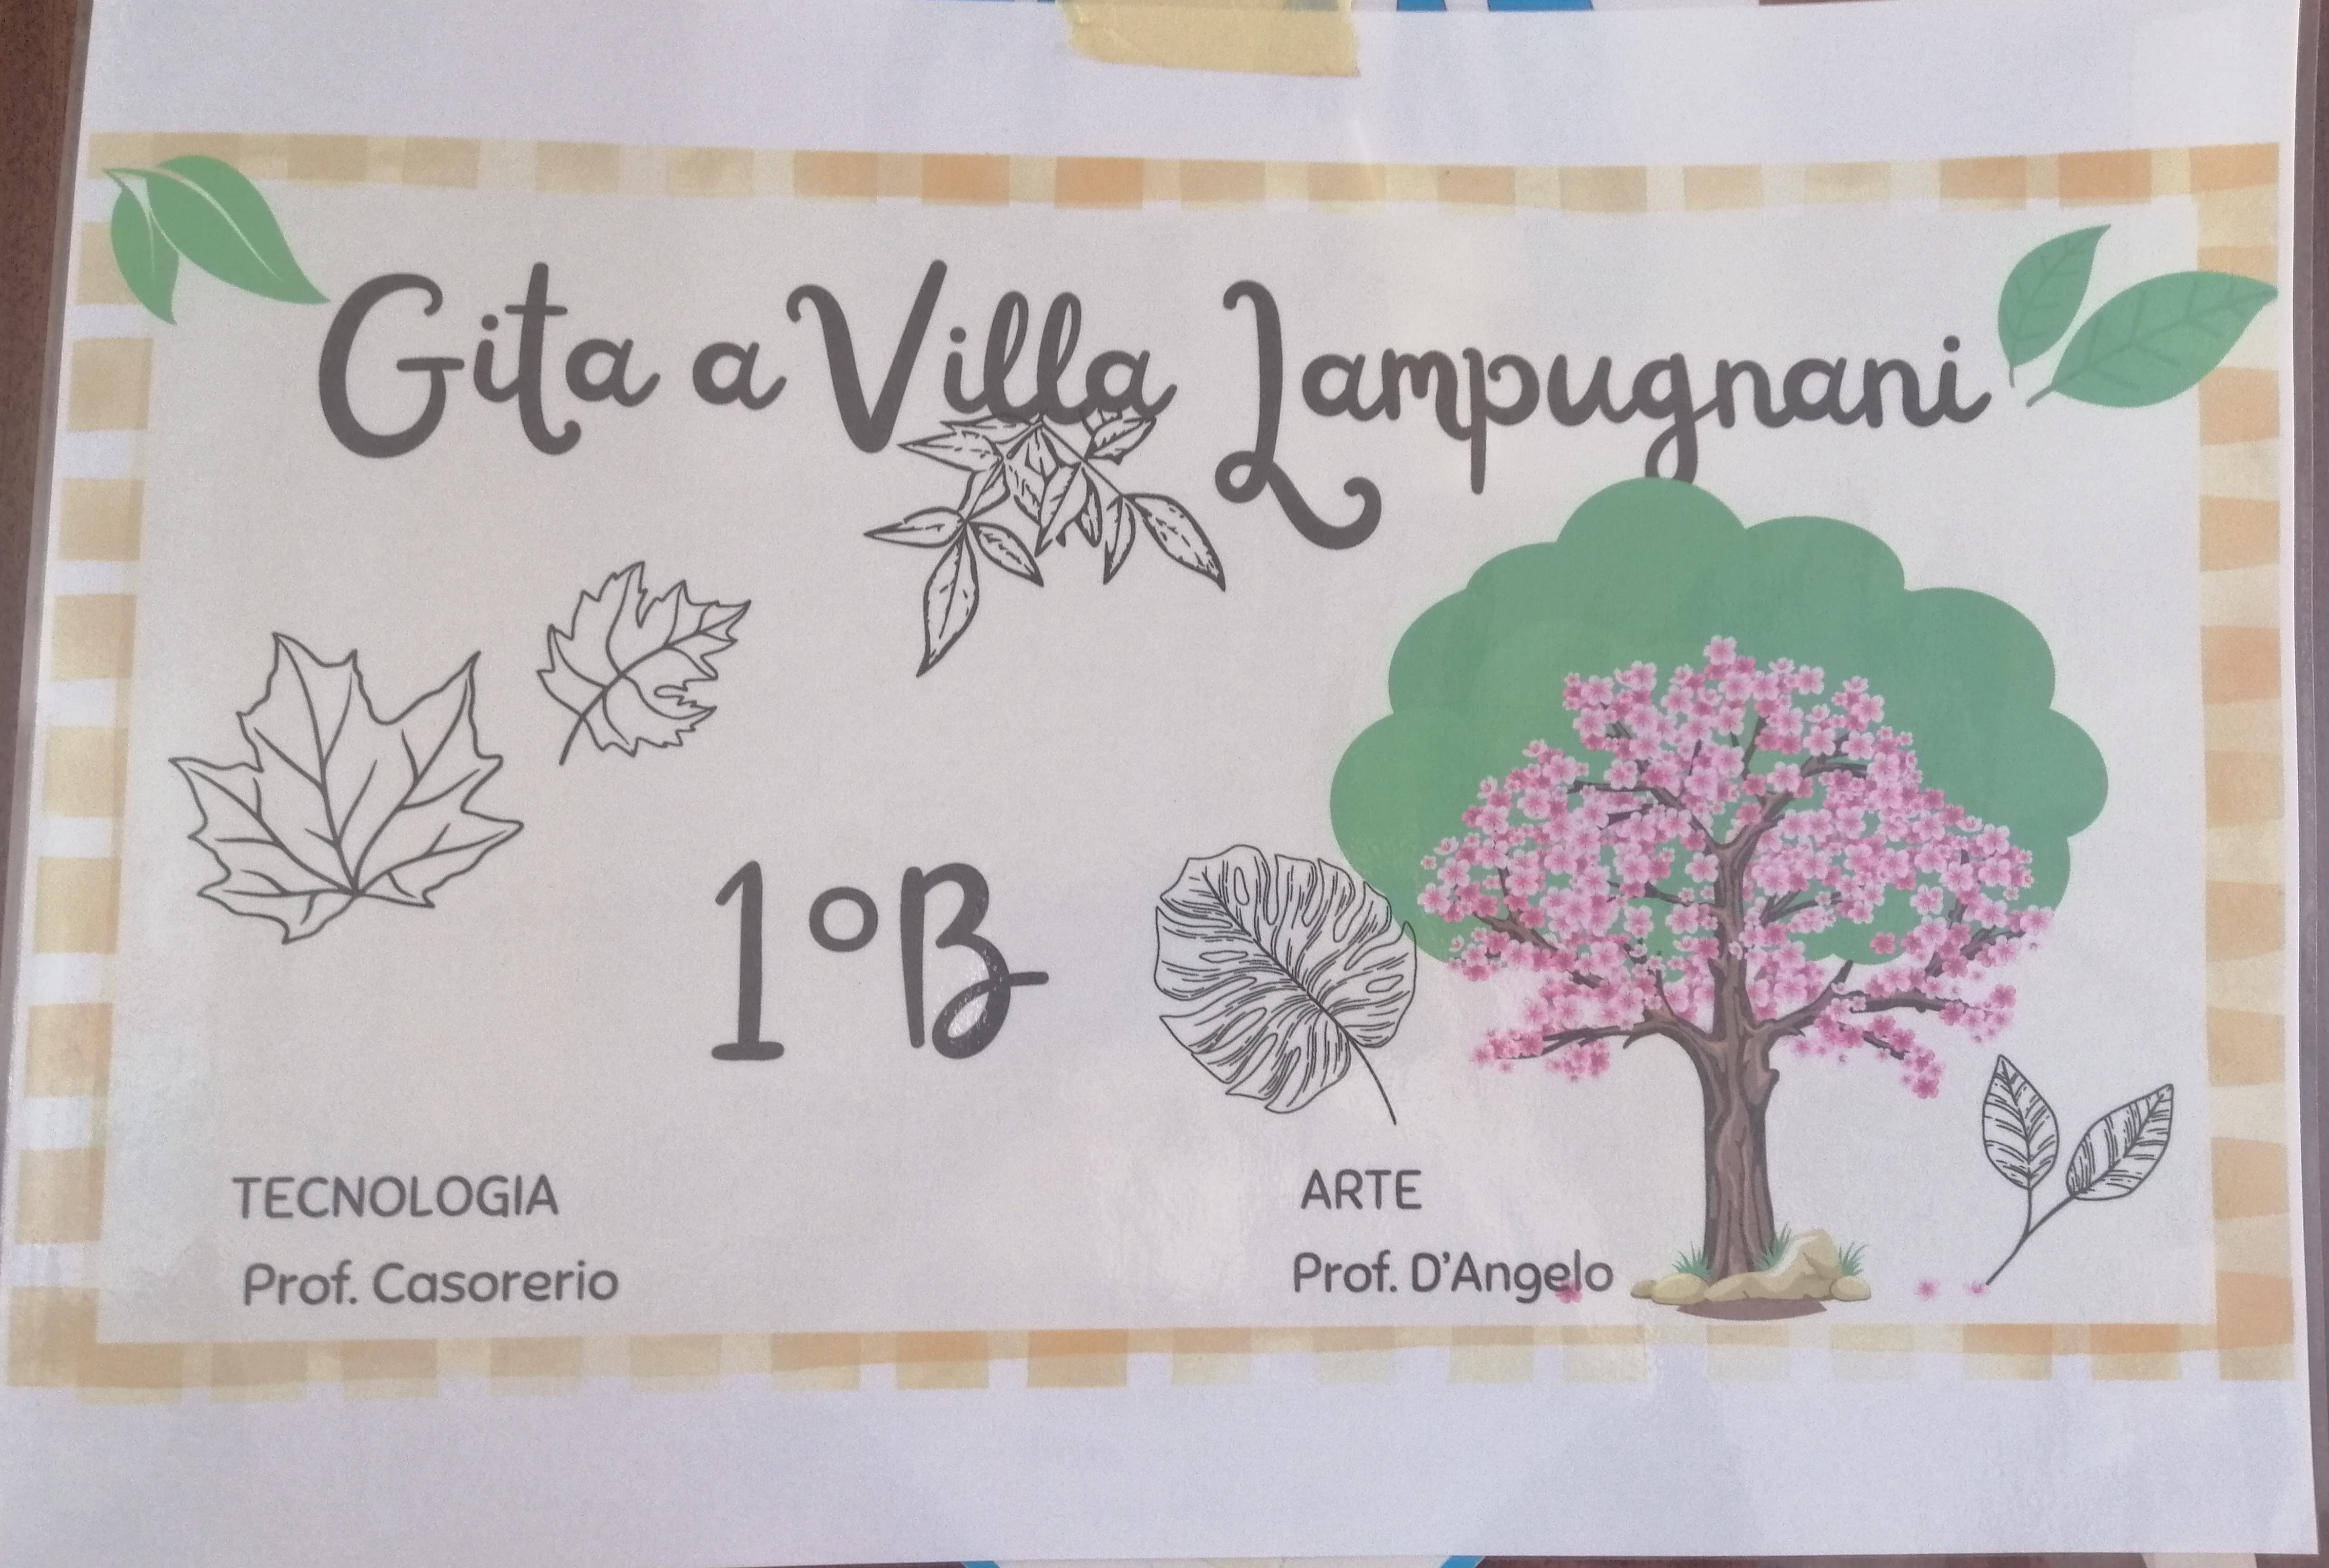 Gita a Villa Lampugnani
1°B
TECNOLOGIA
Prof. Casorerio
ARTE
Prof. D'Angelo